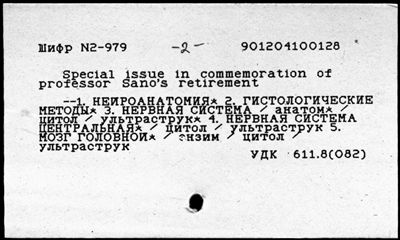 Шифр N2-979 -2- 901204100128
Special issue in commemoration of
professor Sano's retirement
--1. НЕЙРОАНАТОМИЯ* 2. ГИСТОЛОГИЧЕСКИЕ
МЕТОДЫ* 3. НЕРВНАЯ СИСТЕМА / анатом* /
цитол / ультраструк* 4. НЕРВНАЯ СИСТЕМА
ЦЕНТРАЛЬНАЯ* / цитол / ультраструк 5.
МОЗГ ГОЛОВНОЙ* / энзим / цитол /
ультраструк
УДК 611.8(082)